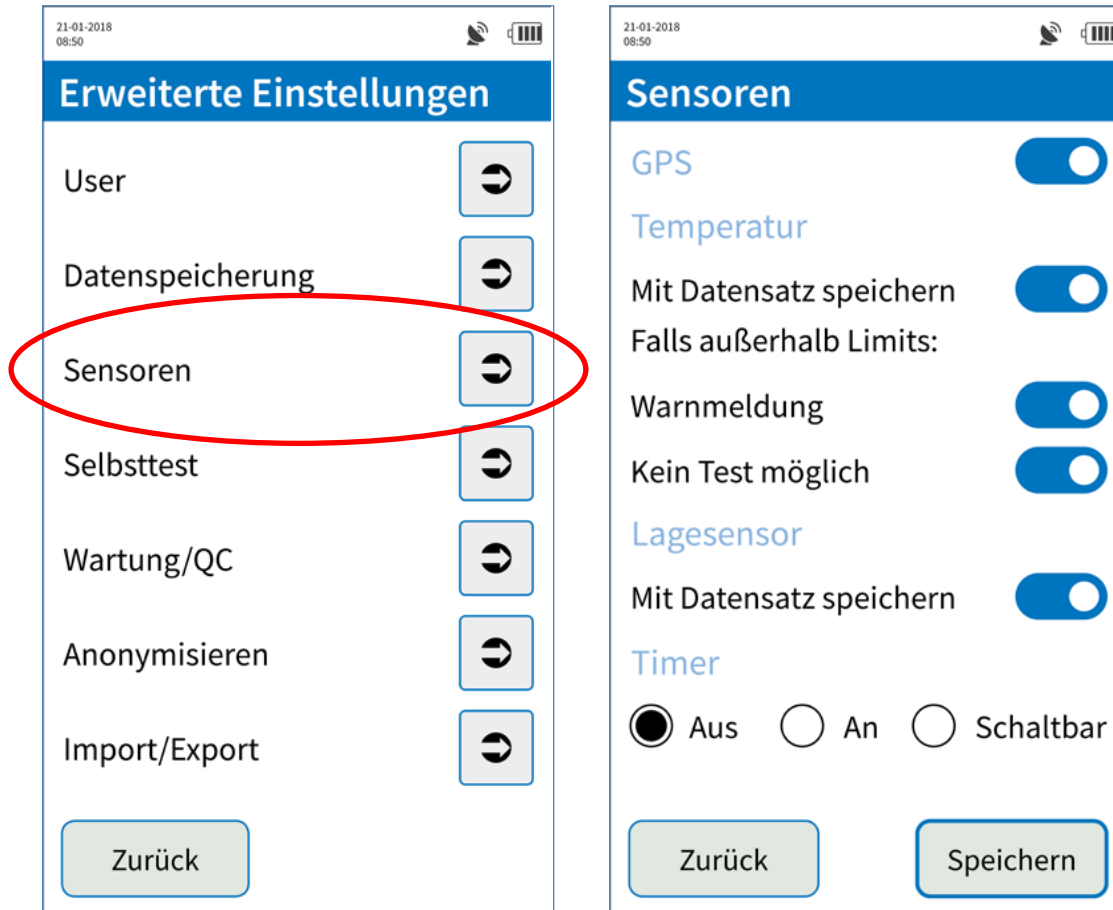 21-01-2018
08:50
Erweiterte Einstellungen
User
Datenspeicherung
Sensoren
Selbsttest
Wartung/QC
Anonymisieren
Import/Export
Zurück
21-01-2018
08:50
Sensoren
GPS
Temperatur
Mit Datensatz speichern
Falls außerhalb Limits:
Warnmeldung
Kein Test möglich
Lagesensor
Mit Datensatz speichern
Timer
Aus An Schaltbar
Zurück Speichern